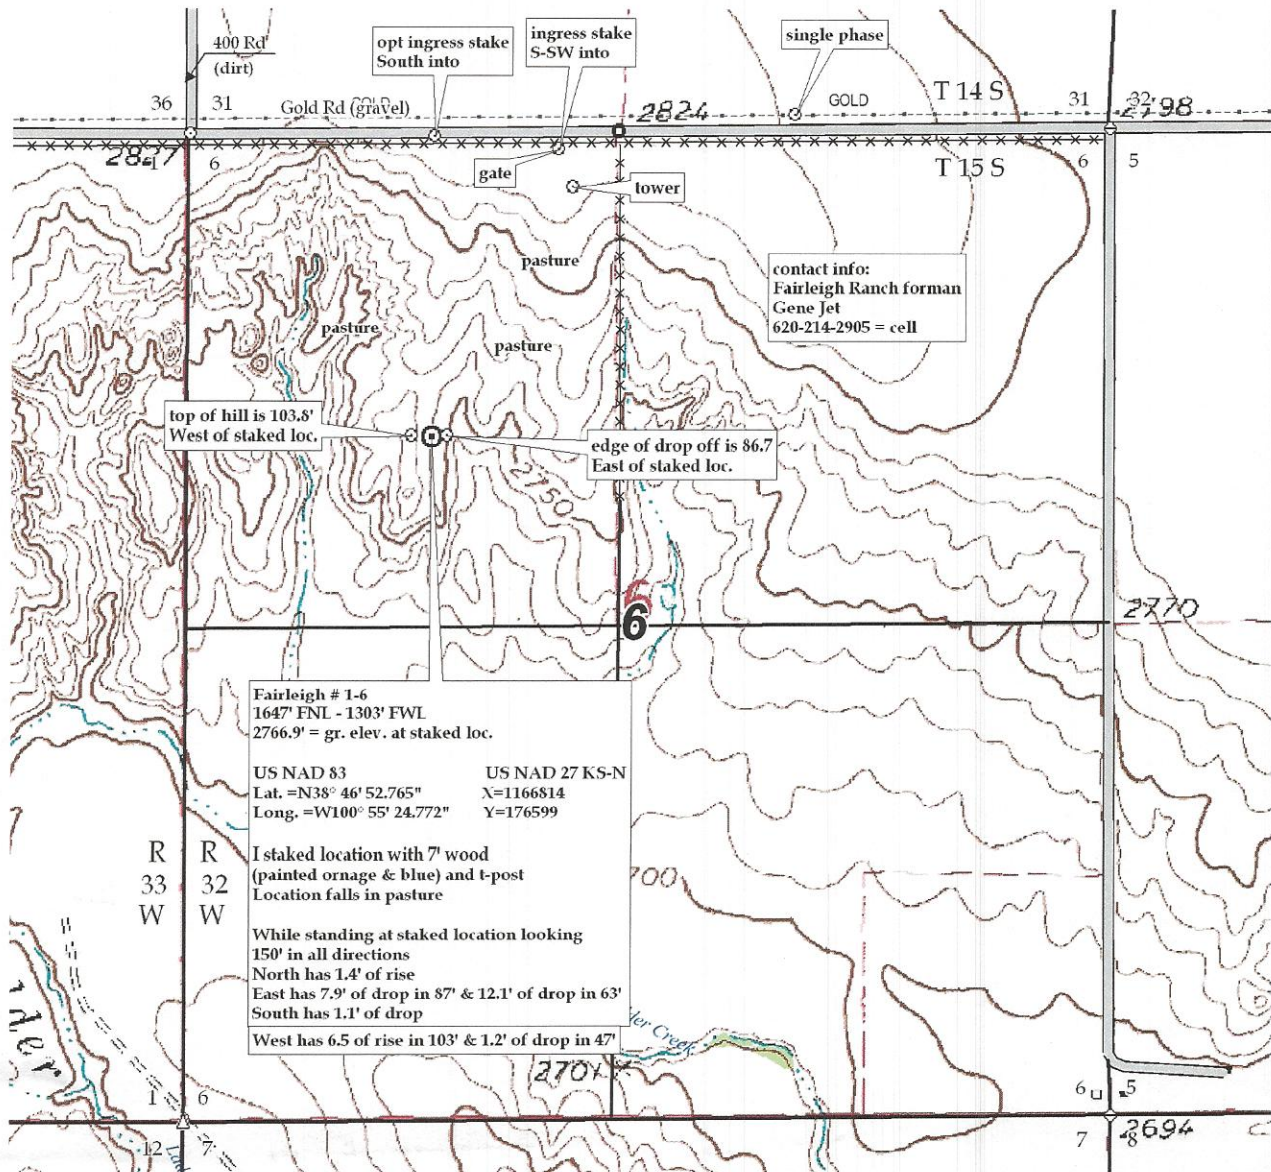 400 Rd
(dirt)
opt ingress stake
South into
ingress stake
S-SW into
single phase
36
31
Gold Rd (gravel)
GOLD
2824
GOLD
T 14 S
31
32
2798
6
gate
tower
T 15 S
6
5
pasture
contact info:
Fairleigh Ranch forman
Gene Jet
620-214-2905 = cell
pasture
pasture
top of hill is 103.8'
West of staked loc.
edge of drop off is 86.7
East of staked loc.
2750
6
6
2770
Fairleigh # 1-6
1647' FNL - 1303' FWL
2766.9' = gr. elev. at staked loc.
US NAD 83
US NAD 27 KS-N
Lat. =N38° 46' 52.765"
X=1166814
Long. =W100° 55' 24.772"
Y=176599
I staked location with 7' wood
(painted ornage & blue) and t-post
Location falls in pasture
While standing at staked location looking
150' in all directions
North has 1.4' of rise
East has 7.9' of drop in 87' & 12.1' of drop in 63'
South has 1.1' of drop
West has 6.5 of rise in 103' & 1.2' of drop in 47'
700
R
33
W
R
32
W
Creek
2701
1
6
12
7
6
5
7
8
2694